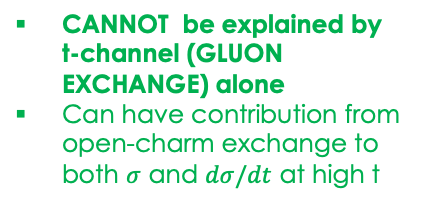 ▪ CANNOT be explained by
t-channel (GLUON
EXCHANGE) alone
▪ Can have contribution from
open-charm exchange to
both 𝜎 and 𝑑𝜎/𝑑𝑡 at high t